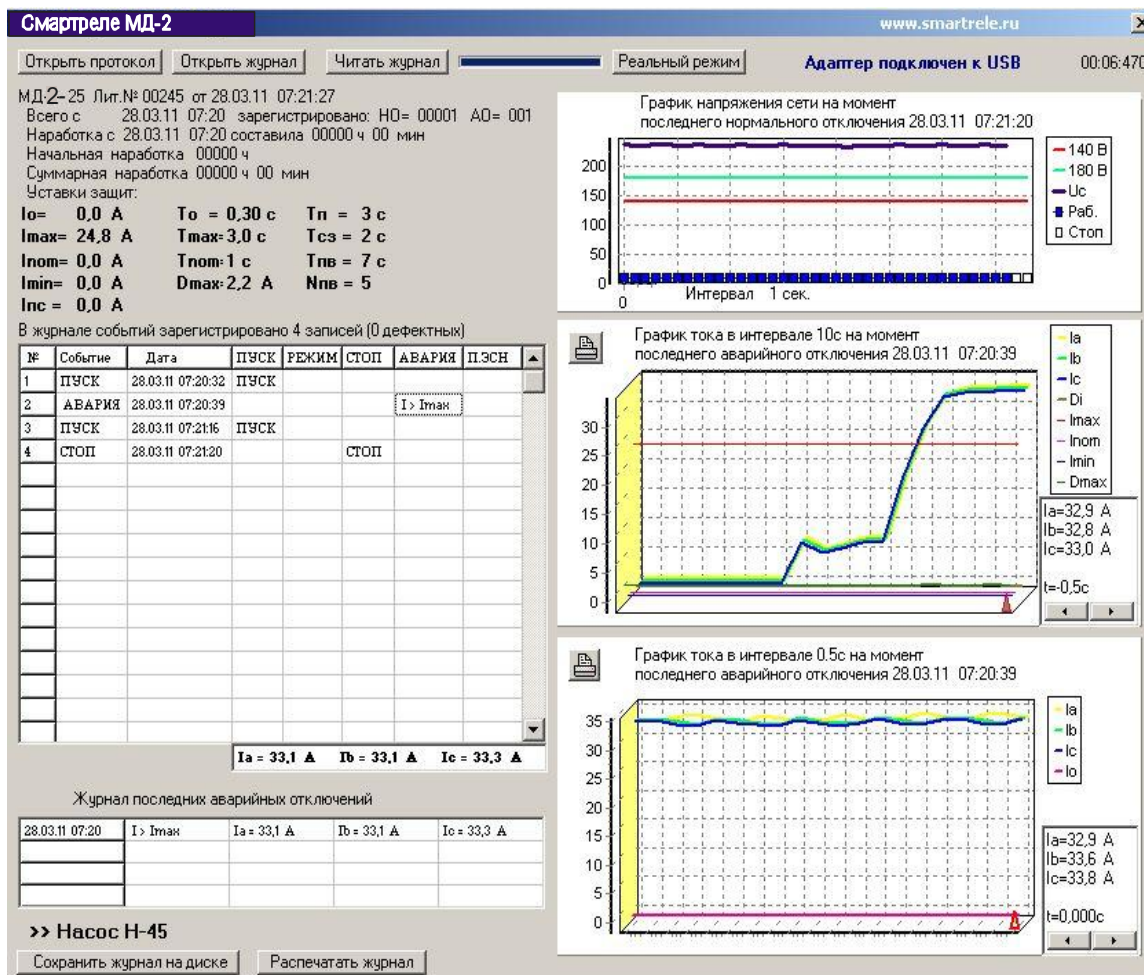 Смартреле МД-2
www.smartrele.ru
Открыть протокол Открыть журнал Читать журнал Реальный режим Адаптер подключен к USB 00:06:470
МД-2-25 Лит.№ 00245 от 28.03.11 07:21:27
Всего с 28.03.11 07:20 зарегистрировано: НО= 00001 АО= 001
Наработка с 28.03.11 07:20 составила 00000 ч 00 мин
Начальная наработка 00000 ч
Суммарная наработка 00000 ч 00 мин
Уставки защит:
Io= 0,0 А To = 0,30 с Тп = 3 с
Imax= 24,8 А Tmax=3,0 с Тсз = 2 с
Inom= 0,0 А Tnom=1 с Тпв = 7 с
Imin= 0,0 А Dmax=2,2 А Nпв = 5
Iпс = 0,0 А
В журнале событий зарегистрировано 4 записей (0 дефектных)
№ Событие Дата ПУСК РЕЖИМ СТОП АВАРИЯ П.ЭСН
1 ПУСК 28.03.11 07:20:32 ПУСК
2 АВАРИЯ 28.03.11 07:20:39 I > Imax
3 ПУСК 28.03.11 07:21:16 ПУСК
4 СТОП 28.03.11 07:21:20 СТОП
Ia = 33,1 А Ib = 33,1 А Ic = 33,3 А
Журнал последних аварийных отключений
28.03.11 07:20 I > Imax Ia = 33,1 А Ib = 33,1 А Ic = 33,3 А
>> Насос Н-45
Сохранить журнал на диске Распечатать журнал
График напряжения сети на момент
последнего нормального отключения 28.03.11 07:21:20
200
150
100
50
0
0
Интервал 1 сек.
140 В
180 В
Uc
Раб.
Стоп
График тока в интервале 10с на момент
последнего аварийного отключения 28.03.11 07:20:39
30
25
20
15
10
5
0
Ia
Ib
Ic
Di
Imax
Inom
Imin
Dmax
Ia=32,9 А
Ib=32,8 А
Ic=33,0 А
t=-0,5с
График тока в интервале 0.5с на момент
последнего аварийного отключения 28.03.11 07:20:39
35
30
25
20
15
10
5
0
Ia
Ib
Ic
Io
Ia=32,9 А
Ib=33,6 А
Ic=33,8 А
t=0,000с